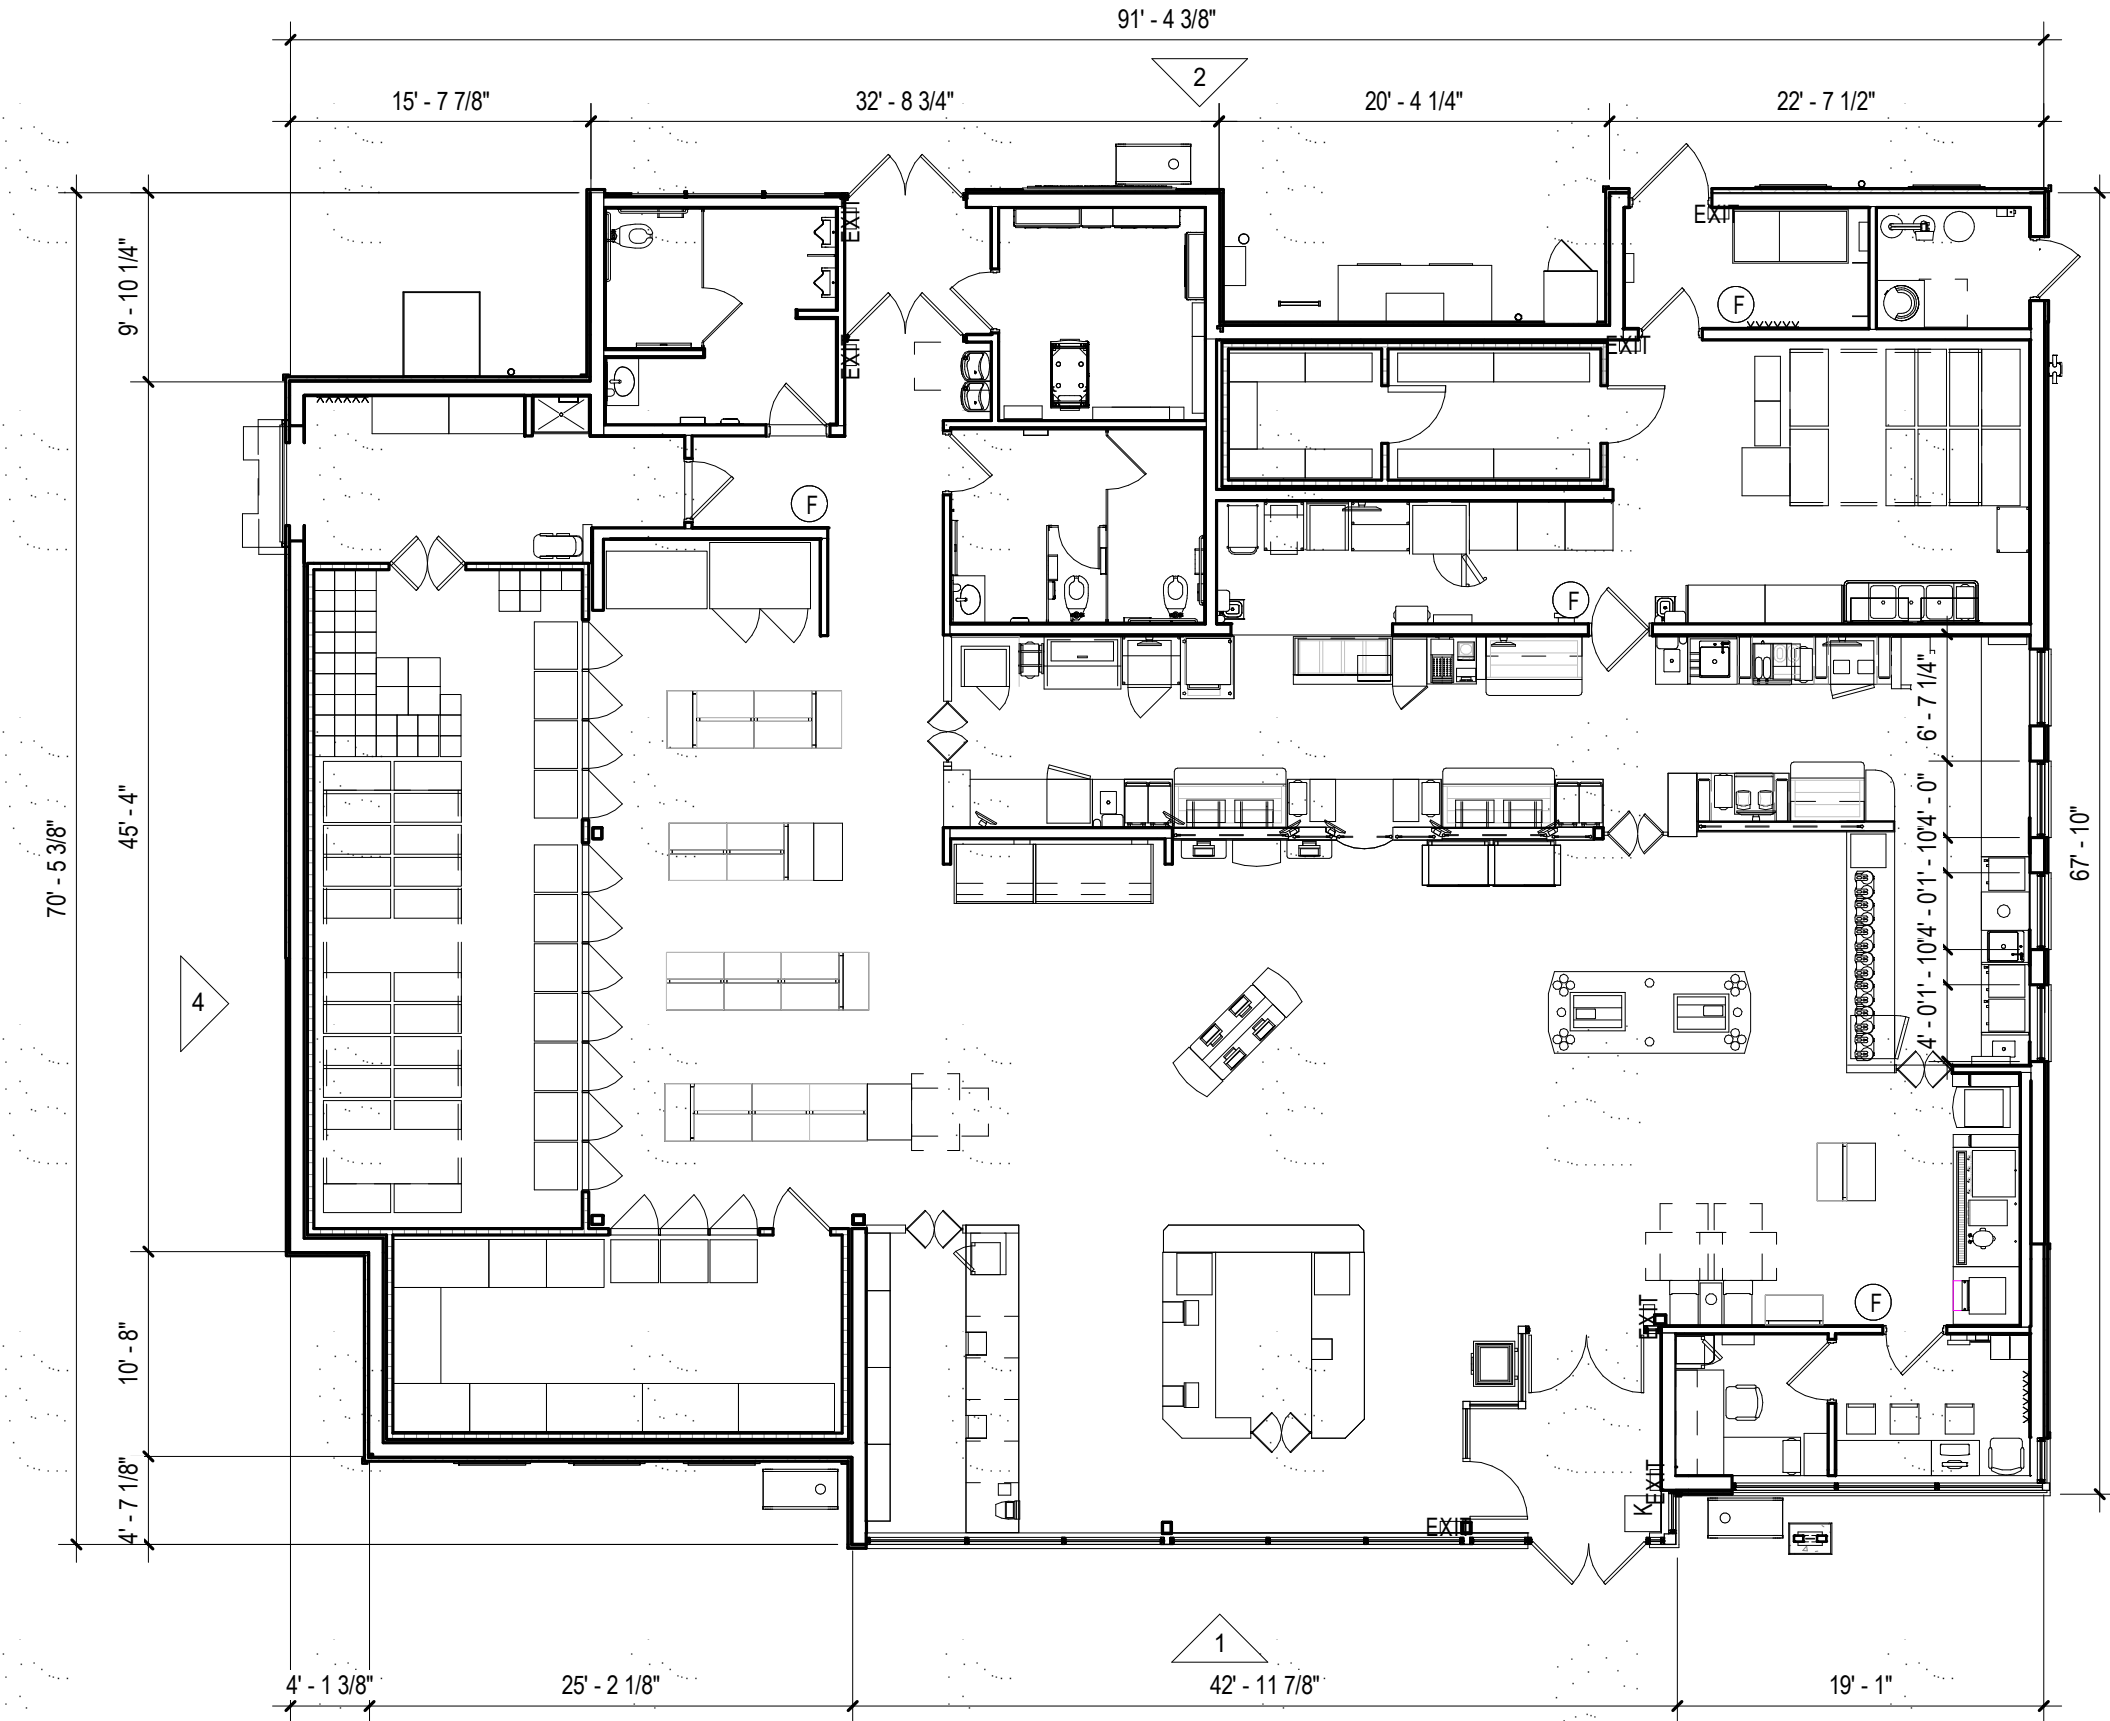 91' - 4 3/8"
2
15' - 7 7/8"
32' - 8 3/4"
20' - 4 1/4"
22' - 7 1/2"
EXIT
EXIT
9' - 10 1/4"
F
EXIT
EXIT
F
F
6' - 7 1/4"
4' - 0"
1' - 10"
4' - 0"
1' - 10"
4' - 0"
70' - 5 3/8"
45' - 4"
67' - 10"
4
F
EXIT
10' - 8"
EXIT
K
EXIT
4' - 7 1/8"
1
4' - 1 3/8"
25' - 2 1/8"
42' - 11 7/8"
19' - 1"